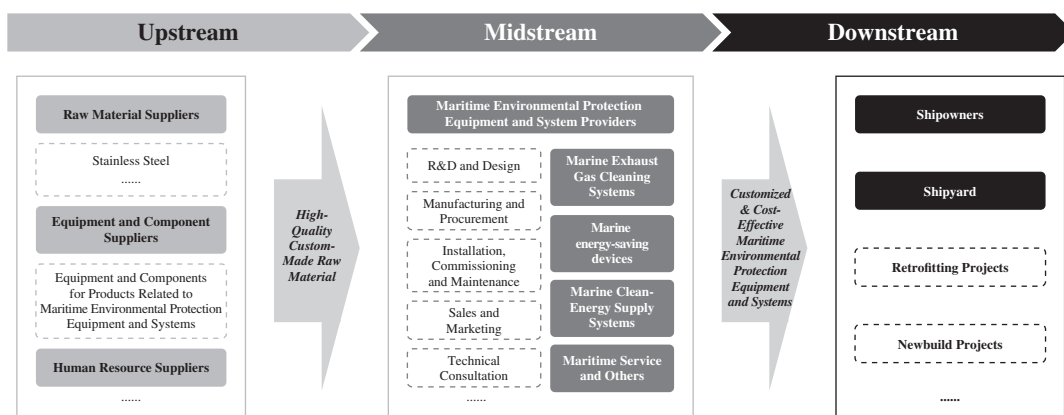 Upstream
Midstream
Downstream
Raw Material Suppliers
Stainless Steel
......
Equipment and Component
Suppliers
Equipment and Components
for Products Related to
Maritime Environmental Protection
Equipment and Systems
Human Resource Suppliers
......
High-
Quality
Custom-
Made Raw
Material
Maritime Environmental Protection
Equipment and System Providers
R&D and Design
Manufacturing and
Procurement
Installation,
Commissioning
and Maintenance
Sales and
Marketing
Technical
Consultation
......
Marine Exhaust
Gas Cleaning
Systems
Marine
energy-saving
devices
Marine Clean-
Energy Supply
Systems
Maritime Service
and Others
Customized
& Cost-
Effective
Maritime
Environmental
Protection
Equipment
and Systems
Shipowners
Shipyard
Retrofitting Projects
Newbuild Projects
......